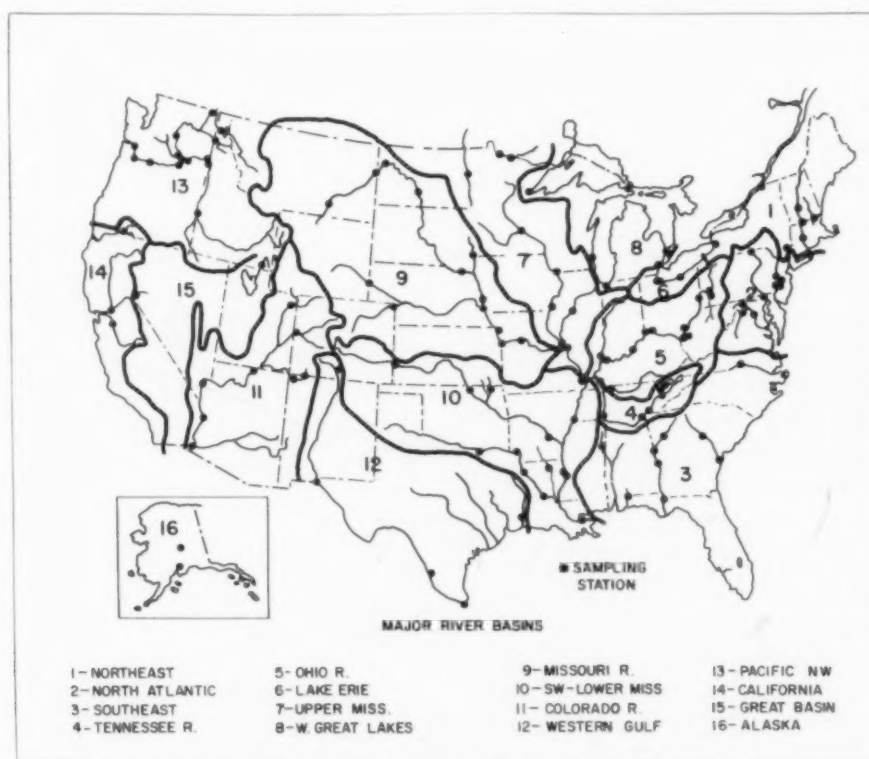 13
14
15
9
7
8
1
6
2
5
11
10
4
12
3
16
■ SAMPLING
STATION
MAJOR RIVER BASINS
1-NORTHEAST 5-OHIO R. 9-MISSOURI R. 13-PACIFIC NW
2-NORTH ATLANTIC 6-LAKE ERIE 10-SW-LOWER MISS 14-CALIFORNIA
3-SOUTHEAST 7-UPPER MISS. 11-COLORADO R. 15-GREAT BASIN
4-TENNESSEE R. 8-W. GREAT LAKES 12-WESTERN GULF 16-ALASKA